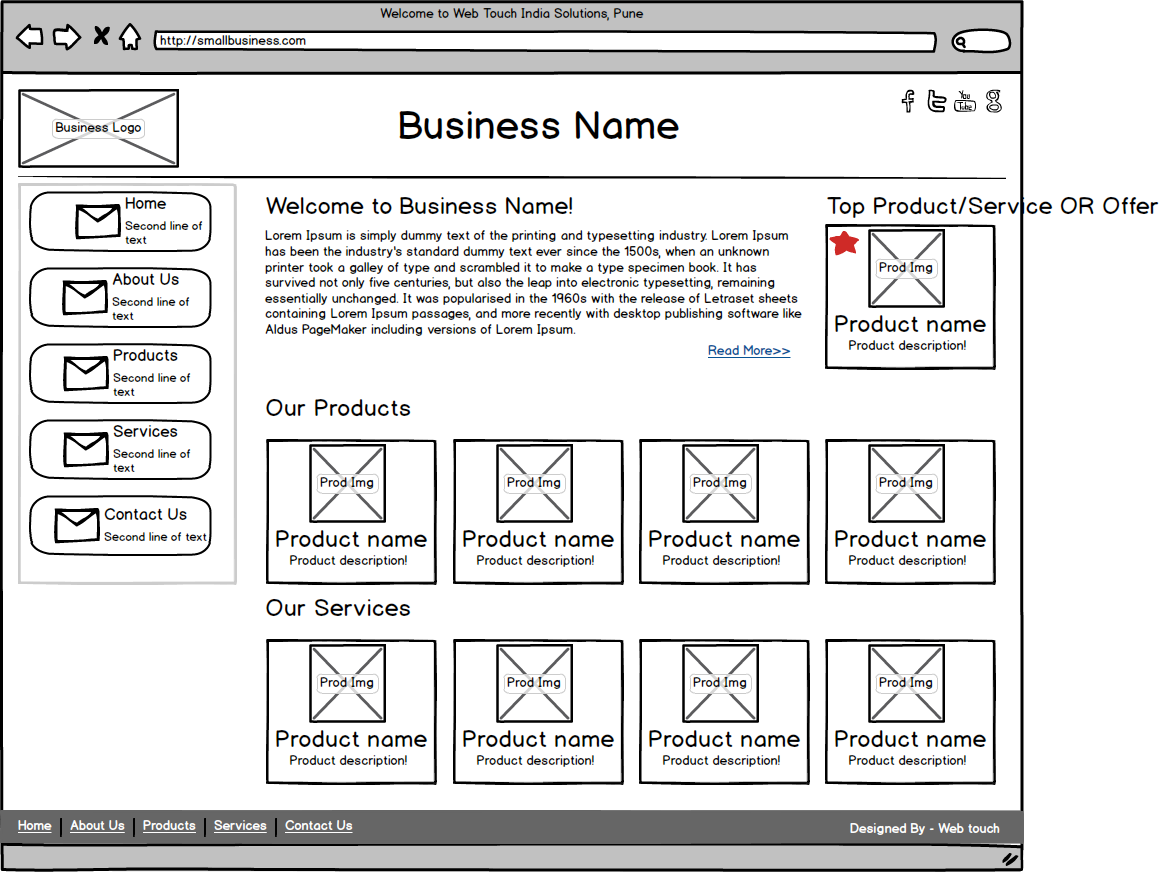 Welcome to Web Touch India Solutions, Pune
http://smallbusiness.com
Business Logo
Business Name
You
Tube
Home
Second line of
text
About Us
Second line of
text
Products
Second line of
text
Services
Second line of
text
Contact Us
Second line of text
Welcome to Business Name!
Lorem Ipsum is simply dummy text of the printing and typesetting industry. Lorem Ipsum
has been the industry's standard dummy text ever since the 1500s, when an unknown
printer took a galley of type and scrambled it to make a type specimen book. It has
survived not only five centuries, but also the leap into electronic typesetting, remaining
essentially unchanged. It was popularised in the 1960s with the release of Letraset sheets
containing Lorem Ipsum passages, and more recently with desktop publishing software like
Aldus PageMaker including versions of Lorem Ipsum.
Read More>>
Top Product/Service OR Offer
Prod Img
Product name
Product description!
Our Products
Prod Img
Product name
Product description!
Prod Img
Product name
Product description!
Prod Img
Product name
Product description!
Prod Img
Product name
Product description!
Our Services
Prod Img
Product name
Product description!
Prod Img
Product name
Product description!
Prod Img
Product name
Product description!
Prod Img
Product name
Product description!
Home | About Us | Products | Services | Contact Us
Designed By - Web touch